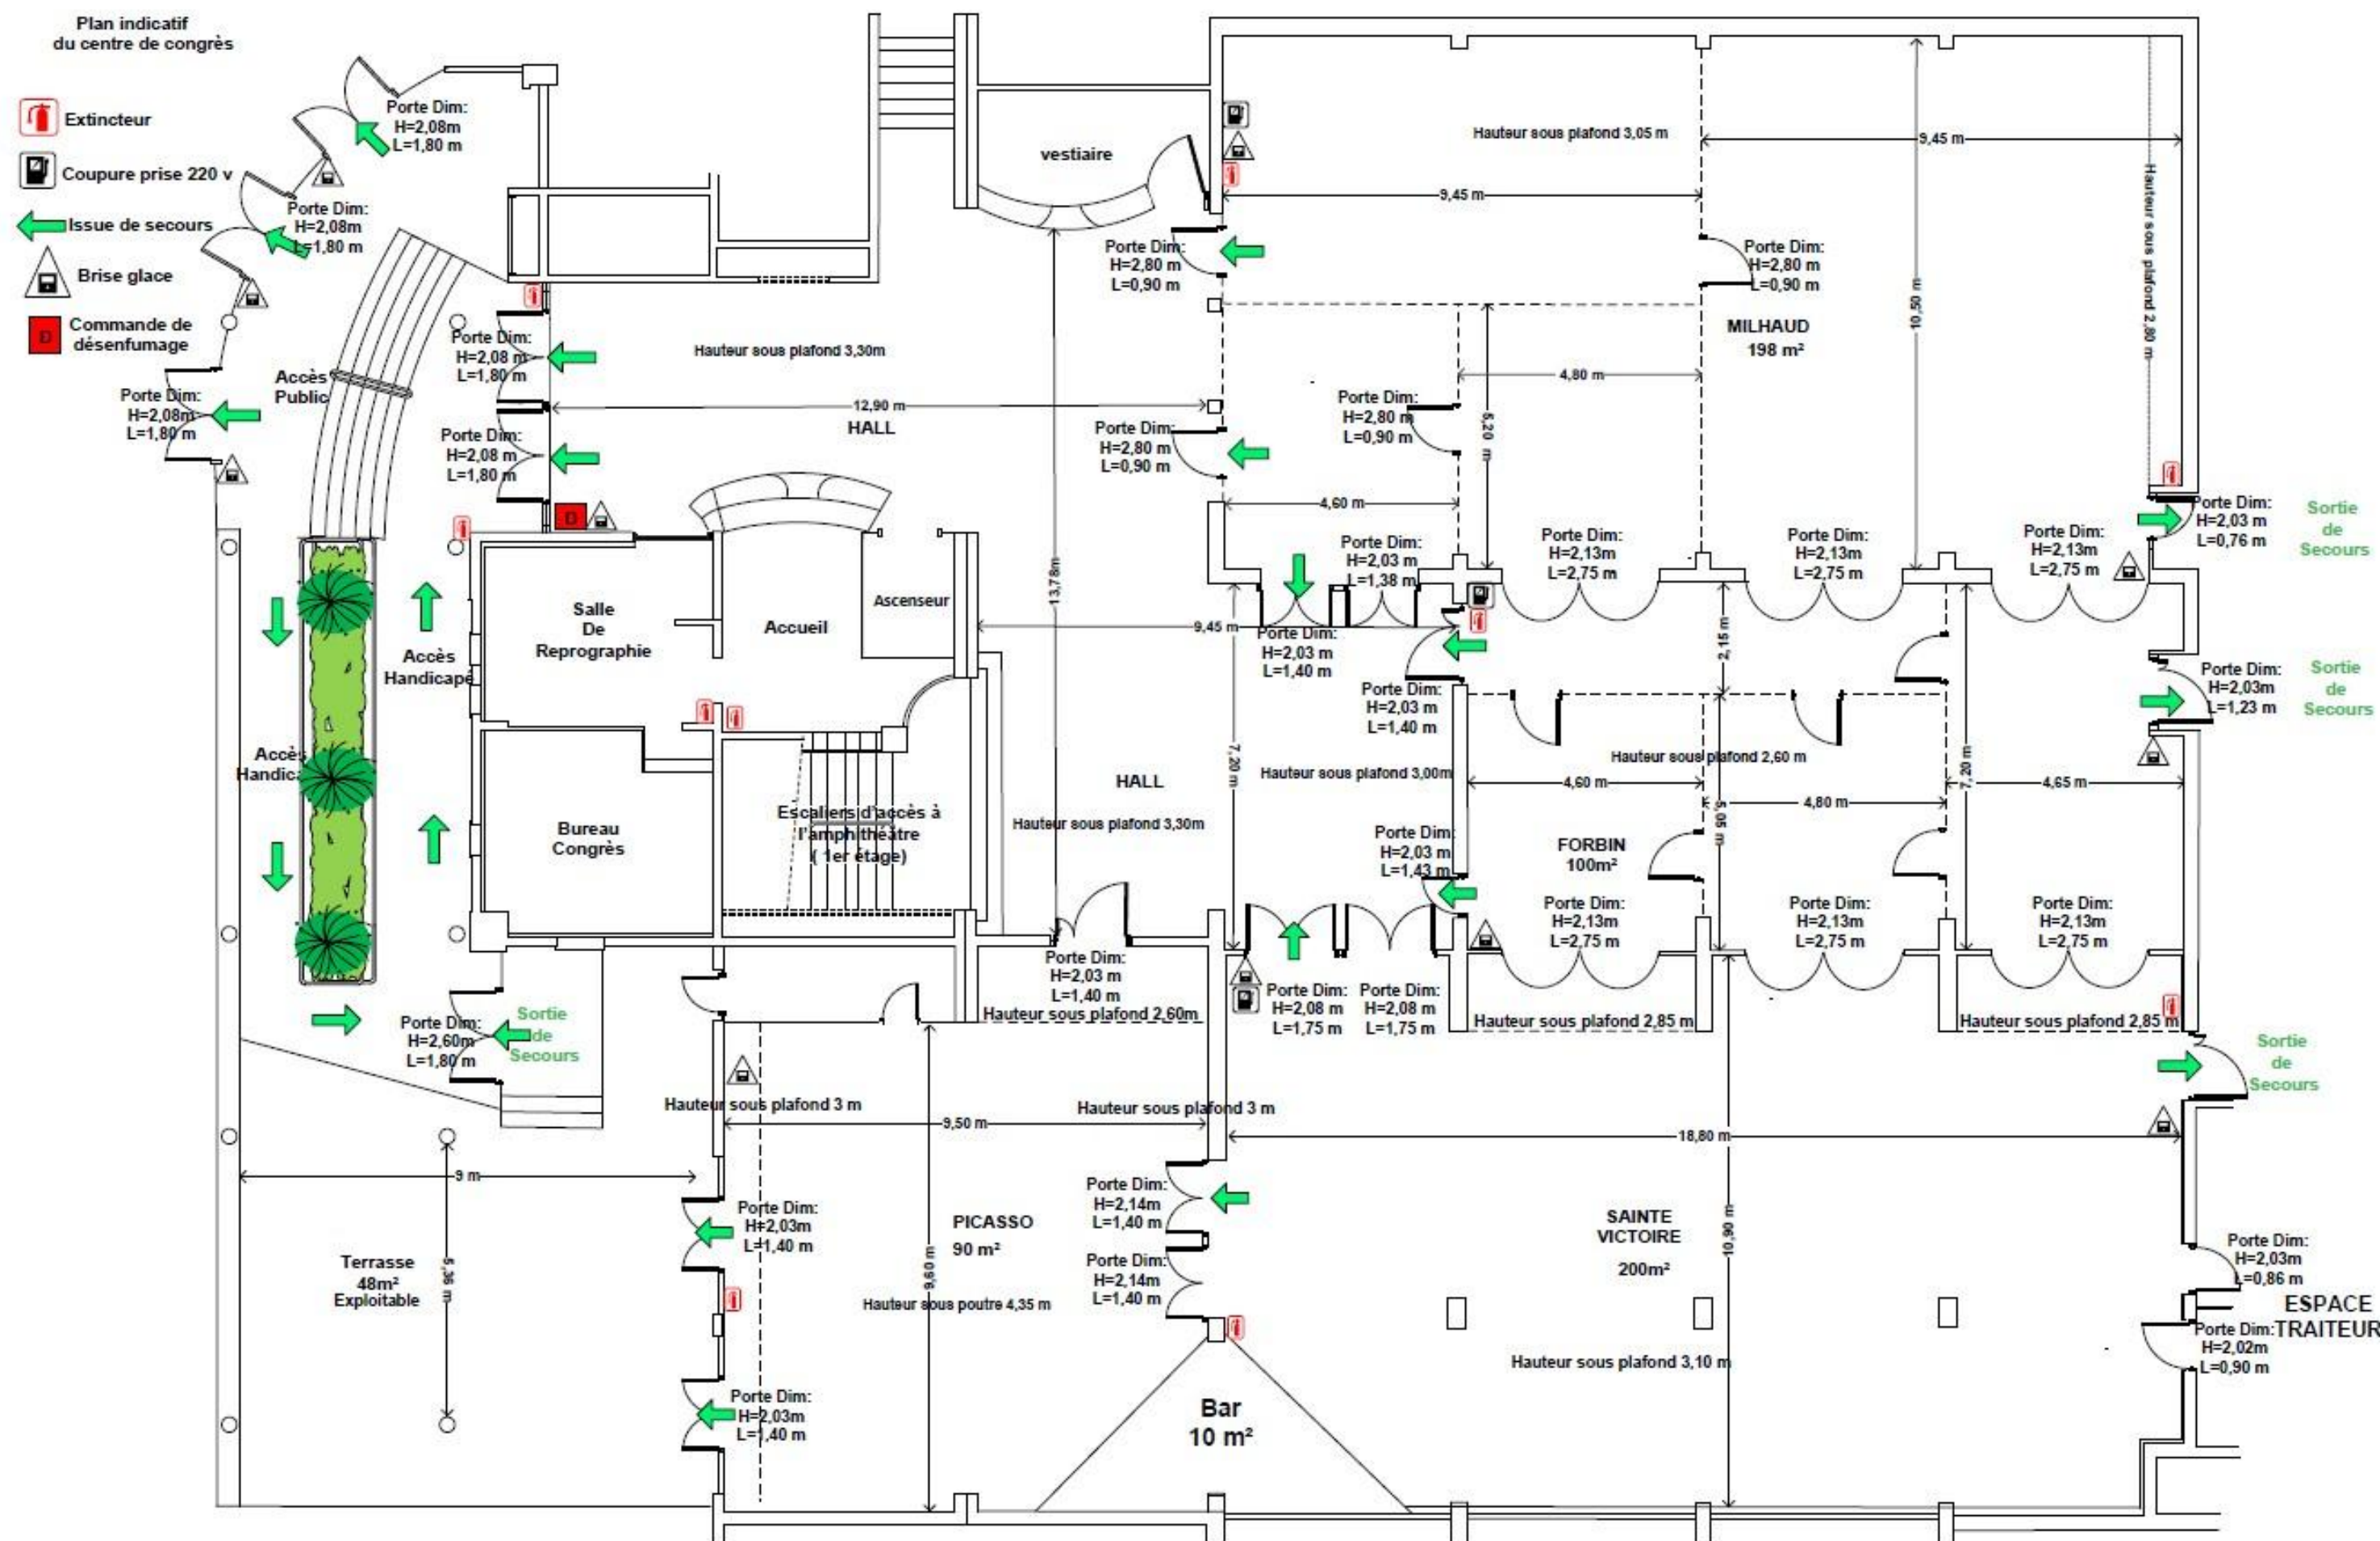 Plan indicatif
du centre de congrès
Extincteur
Coupure prise 220 v
Issue de secours
Brise glace
D
Commande de
désenfumage
Porte Dim:
H=2,08m
L=1,80 m
Porte Dim:
H=2,08m
L=1,80 m
Accès
Public
Porte Dim:
H=2,08m
L=1,80 m
Porte Dim:
H=2,08 m
L=1,80 m
Porte Dim:
H=2,08 m
L=1,80 m
D
Hauteur sous plafond 3,30m
12,90 m
HALL
vestiaire
13,78m
Porte Dim:
H=2,80 m
L=0,90 m
Porte Dim:
H=2,80 m
L=0,90 m
Hauteur sous plafond 3,05 m
9,45 m
9,45 m
Hauteur sous plafond 2,80 m
10,50 m
Porte Dim:
H=2,80 m
L=0,90 m
MILHAUD
198 m²
4,80 m
5,20 m
Porte Dim:
H=2,80 m
L=0,90 m
4,60 m
Porte Dim:
H=2,03 m
L=1,38 m
Porte Dim:
H=2,13m
L=2,75 m
Porte Dim:
H=2,13m
L=2,75 m
Porte Dim:
H=2,13m
L=2,75 m
Porte Dim:
H=2,03 m
L=0,76 m
Sortie
de
Secours
Salle
De
Reprographie
Accueil
Ascenseur
9,45 m
Porte Dim:
H=2,03 m
L=1,40 m
2,15 m
Accès
Handicapé
Porte Dim:
H=2,03 m
L=1,40 m
Porte Dim:
H=2,03m
L=1,23 m
Sortie
de
Secours
Accès
Handica
Bureau
Congrès
Escaliers d'accès à
l'amphithéâtre
( 1er étage)
HALL
Hauteur sous plafond 3,30m
7,20 m
Hauteur sous plafond 3,00m
Hauteur sous plafond 2,60 m
4,60 m
4,80 m
5,05 m
7,20 m
4,65 m
Porte Dim:
H=2,03 m
L=1,43 m
FORBIN
100m²
Porte Dim:
H=2,13m
L=2,75 m
Porte Dim:
H=2,13m
L=2,75 m
Porte Dim:
H=2,13m
L=2,75 m
Porte Dim:
H=2,03 m
L=1,40 m
Hauteur sous plafond 2,60m
Porte Dim:
H=2,08 m
L=1,75 m
Porte Dim:
H=2,08 m
L=1,75 m
Hauteur sous plafond 2,85 m
Hauteur sous plafond 2,85 m
Porte Dim:
H=2,60m
L=1,80 m
Sortie
de
Secours
Sortie
de
Secours
Hauteur sous plafond 3 m
Hauteur sous plafond 3 m
9,50 m
18,80 m
9 m
5,36 m
Terrasse
48m²
Exploitable
Porte Dim:
H=2,03m
L=1,40 m
PICASSO
90 m²
9,60 m
Hauteur sous poutre 4,35 m
Porte Dim:
H=2,14m
L=1,40 m
Porte Dim:
H=2,14m
L=1,40 m
SAINTE
VICTOIRE
200m²
10,90 m
Hauteur sous plafond 3,10 m
Porte Dim:
H=2,03m
L=0,86 m
ESPACE
TRAITEUR
Porte Dim:
H=2,02m
L=0,90 m
Porte Dim:
H=2,03m
L=1,40 m
Bar
10 m²